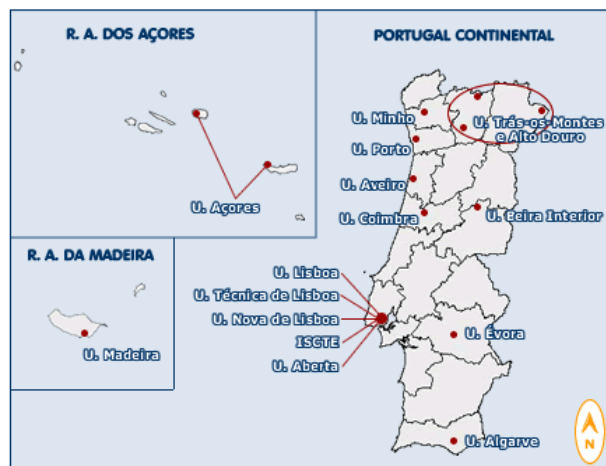 R. A. DOS AÇORES
U. Açores
R. A. DA MADEIRA
U. Madeira
PORTUGAL CONTINENTAL
U. Minho
U. Trás-os-Montes
e Alto Douro
U. Porto
U. Aveiro
U. Coimbra
U. Beira Interior
U. Lisboa
U. Técnica de Lisboa
U. Nova de Lisboa
ISCTE
U. Aberta
U. Évora
U. Algarve
N